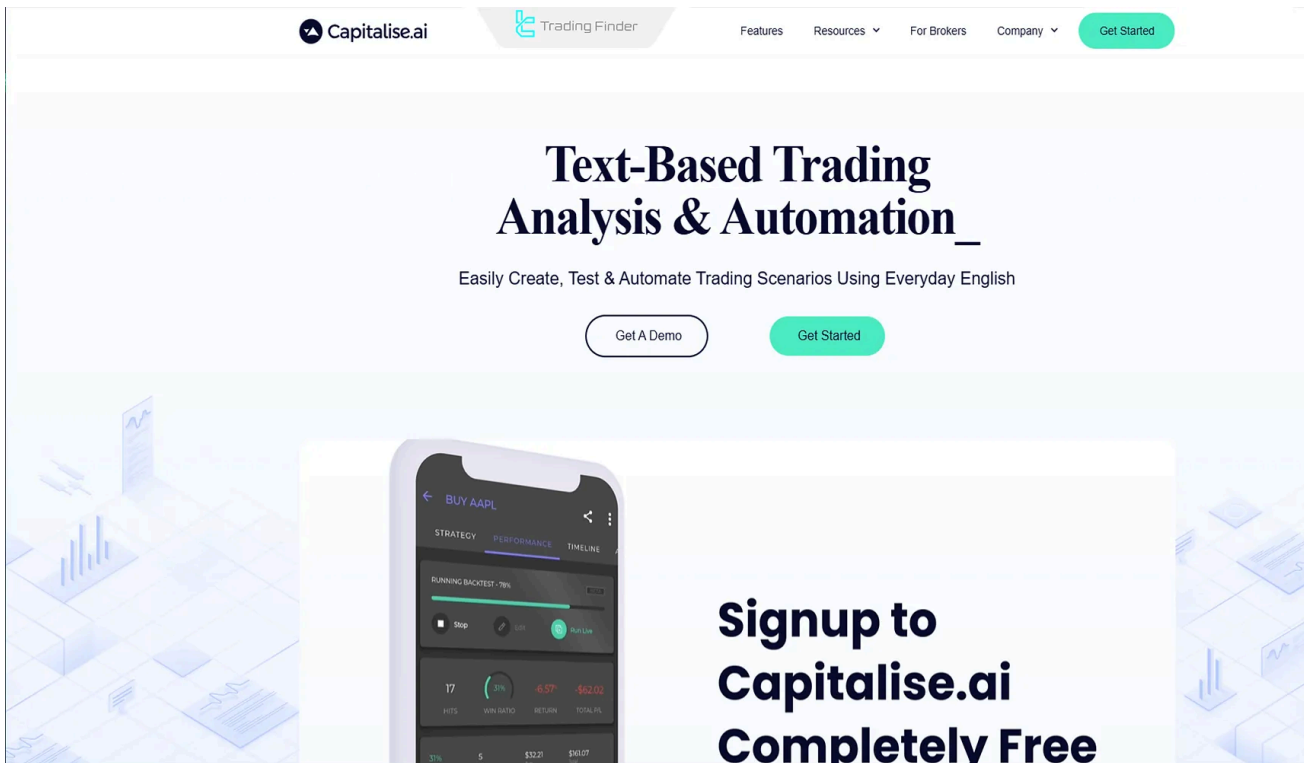 Capitalise.ai
Trading Finder
Features
Resources
For Brokers
Company
Get Started
Text-Based Trading
Analysis & Automation_
Easily Create, Test & Automate Trading Scenarios Using Everyday English
Get A Demo
Get Started
BUY AAPL
STRATEGY
PERFORMANCE
TIMELINE
RUNNING BACKTEST - 78%
Stop
Run Live
17
31%
-6.57
-$62.02
HITS
WIN RATIO
RETURN
TOTAL P/L
31%
5
$32.21
$161.07
Signup to
Capitalise.ai
Completely Free